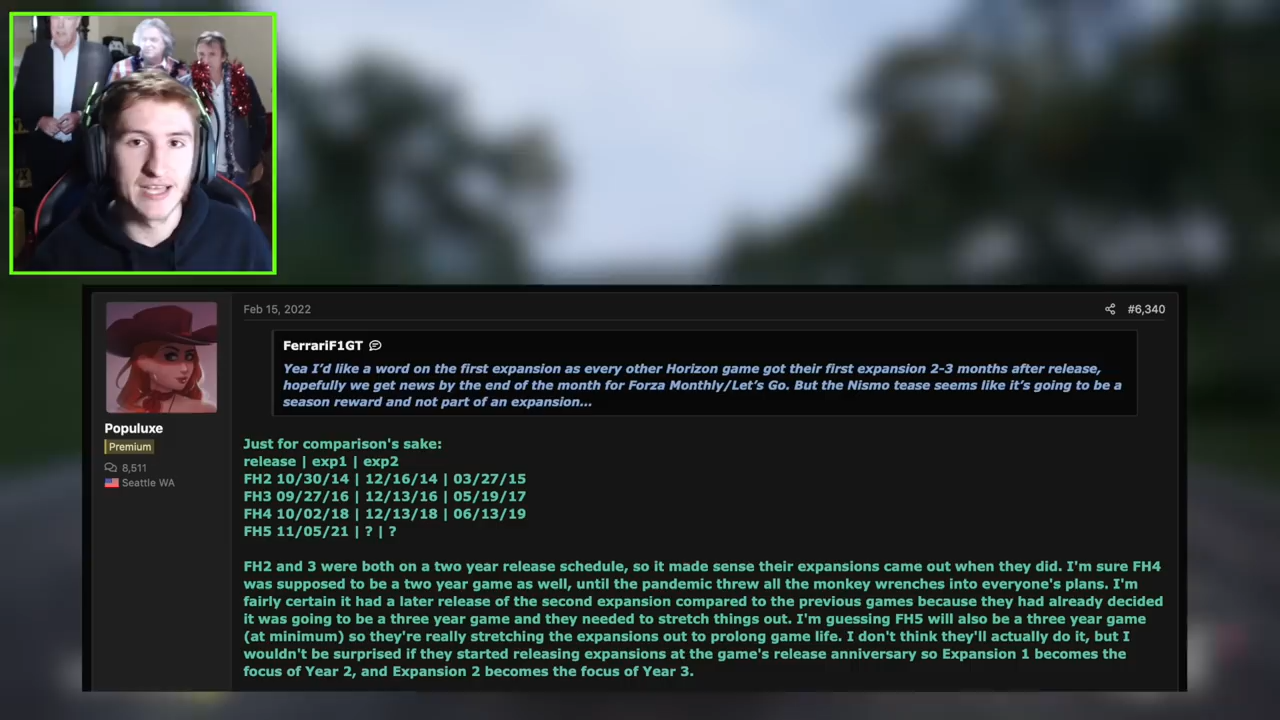 Feb 15, 2022
#6,340
FerrariF1GT
Yea I'd like a word on the first expansion as every other Horizon game got their first expansion 2-3 months after release,
hopefully we get news by the end of the month for Forza Monthly/Let's Go. But the Nismo tease seems like it's going to be a
season reward and not part of an expansion...
Populuxe
Premium
8,511
Seattle WA
Just for comparison's sake:
release | exp1 | exp2
FH2 10/30/14 | 12/16/14 | 03/27/15
FH3 09/27/16 | 12/13/16 | 05/19/17
FH4 10/02/18 | 12/13/18 | 06/13/19
FH5 11/05/21 | ? | ?
FH2 and 3 were both on a two year release schedule, so it made sense their expansions came out when they did. I'm sure FH4
was supposed to be a two year game as well, until the pandemic threw all the monkey wrenches into everyone's plans. I'm
fairly certain it had a later release of the second expansion compared to the previous games because they had already decided
it was going to be a three year game and they needed to stretch things out. I'm guessing FH5 will also be a three year game
(at minimum) so they're really stretching the expansions out to prolong game life. I don't think they'll actually do it, but I
wouldn't be surprised if they started releasing expansions at the game's release anniversary so Expansion 1 becomes the
focus of Year 2, and Expansion 2 becomes the focus of Year 3.